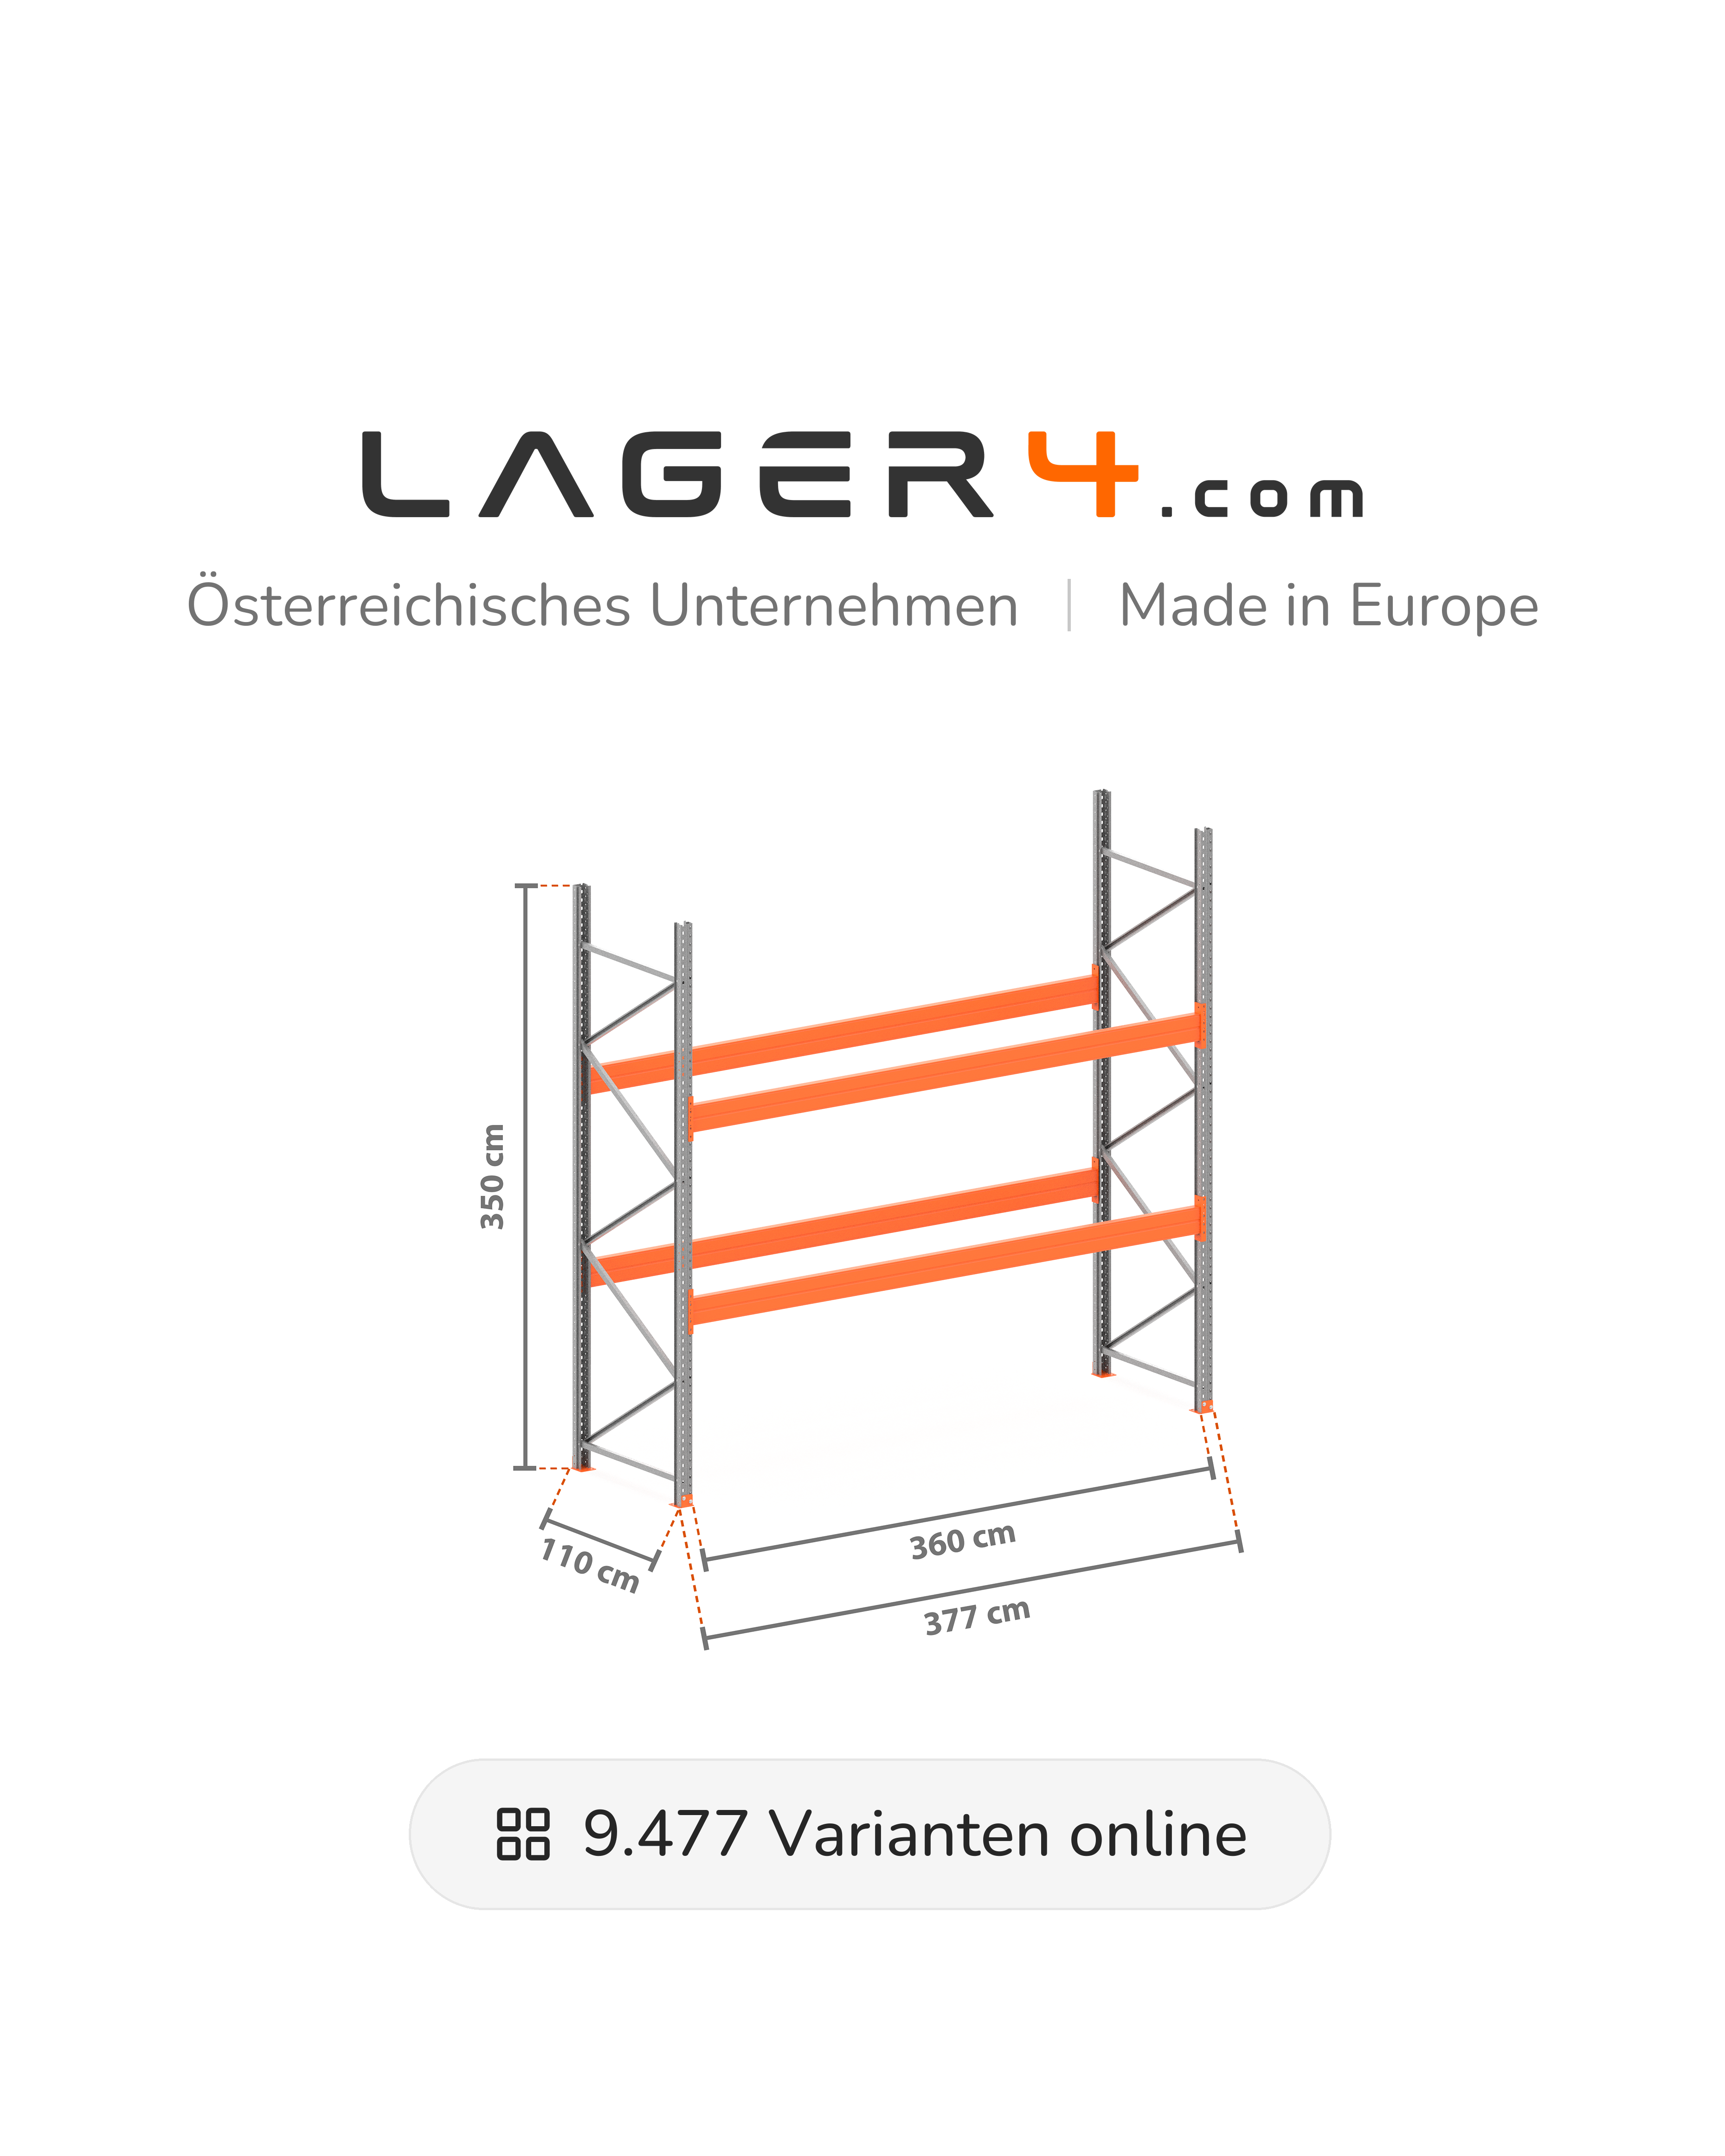 LAGER4.com
Österreichisches Unternehmen | Made in Europe
350 cm
110 cm
360 cm
377 cm
9.477 Varianten online